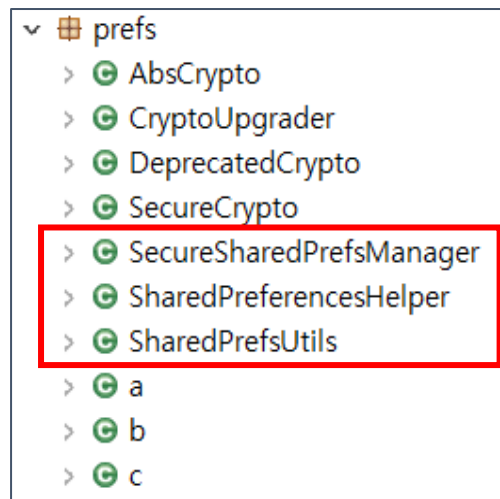 prefs
AbsCrypto
CryptoUpgrader
DeprecatedCrypto
SecureCrypto
SecureSharedPrefsManager
SharedPreferencesHelper
SharedPrefsUtils
a
b
c